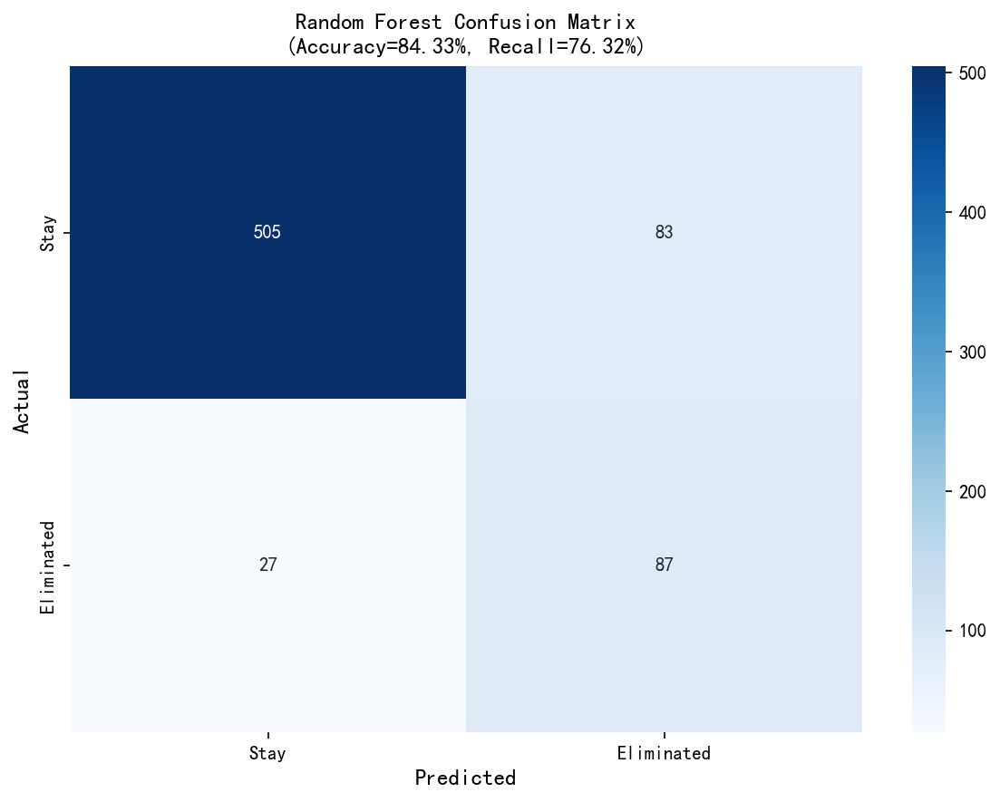 Random Forest Confusion Matrix
(Accuracy=84.33%, Recall=76.32%)
500
400
300
200
100
Actual
Stay
505
83
Eliminated
27
87
Stay
Eliminated
Predicted